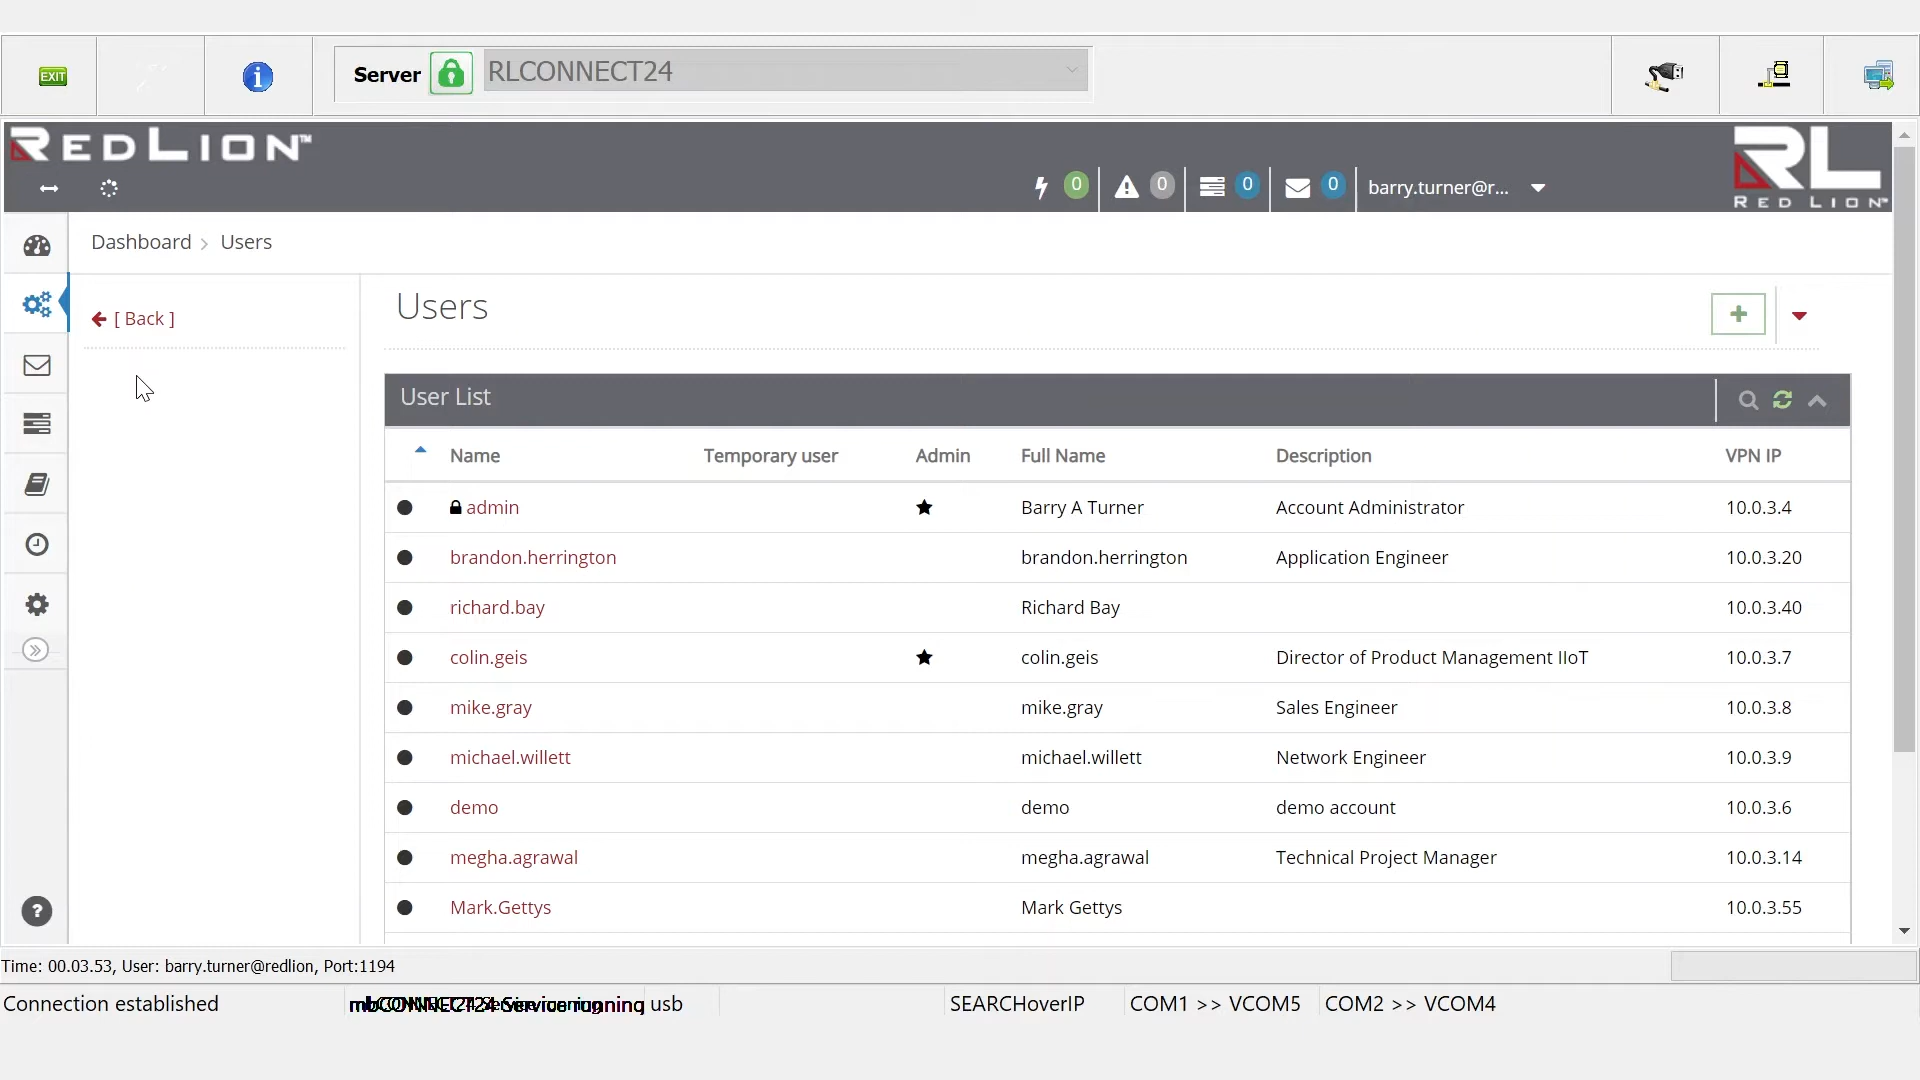 EXIT
Server RLCONNECT24
REDLION™
0 0 0 0 barry.turner@r...
RL
RED LION™
Dashboard > Users
[ Back ]
Users
User List
Name Temporary user Admin Full Name Description VPN IP
admin Barry A Turner Account Administrator 10.0.3.4
brandon.herrington brandon.herrington Application Engineer 10.0.3.20
richard.bay Richard Bay 10.0.3.40
colin.geis colin.geis Director of Product Management IIoT 10.0.3.7
mike.gray mike.gray Sales Engineer 10.0.3.8
michael.willett michael.willett Network Engineer 10.0.3.9
demo demo demo account 10.0.3.6
megha.agrawal megha.agrawal Technical Project Manager 10.0.3.14
Mark.Gettys Mark Gettys 10.0.3.55
Time: 00.03.53, User: barry.turner@redlion, Port:1194
Connection established mbCONNECT24 Service running usb SEARCHoverIP COM1 >> VCOM5 COM2 >> VCOM4